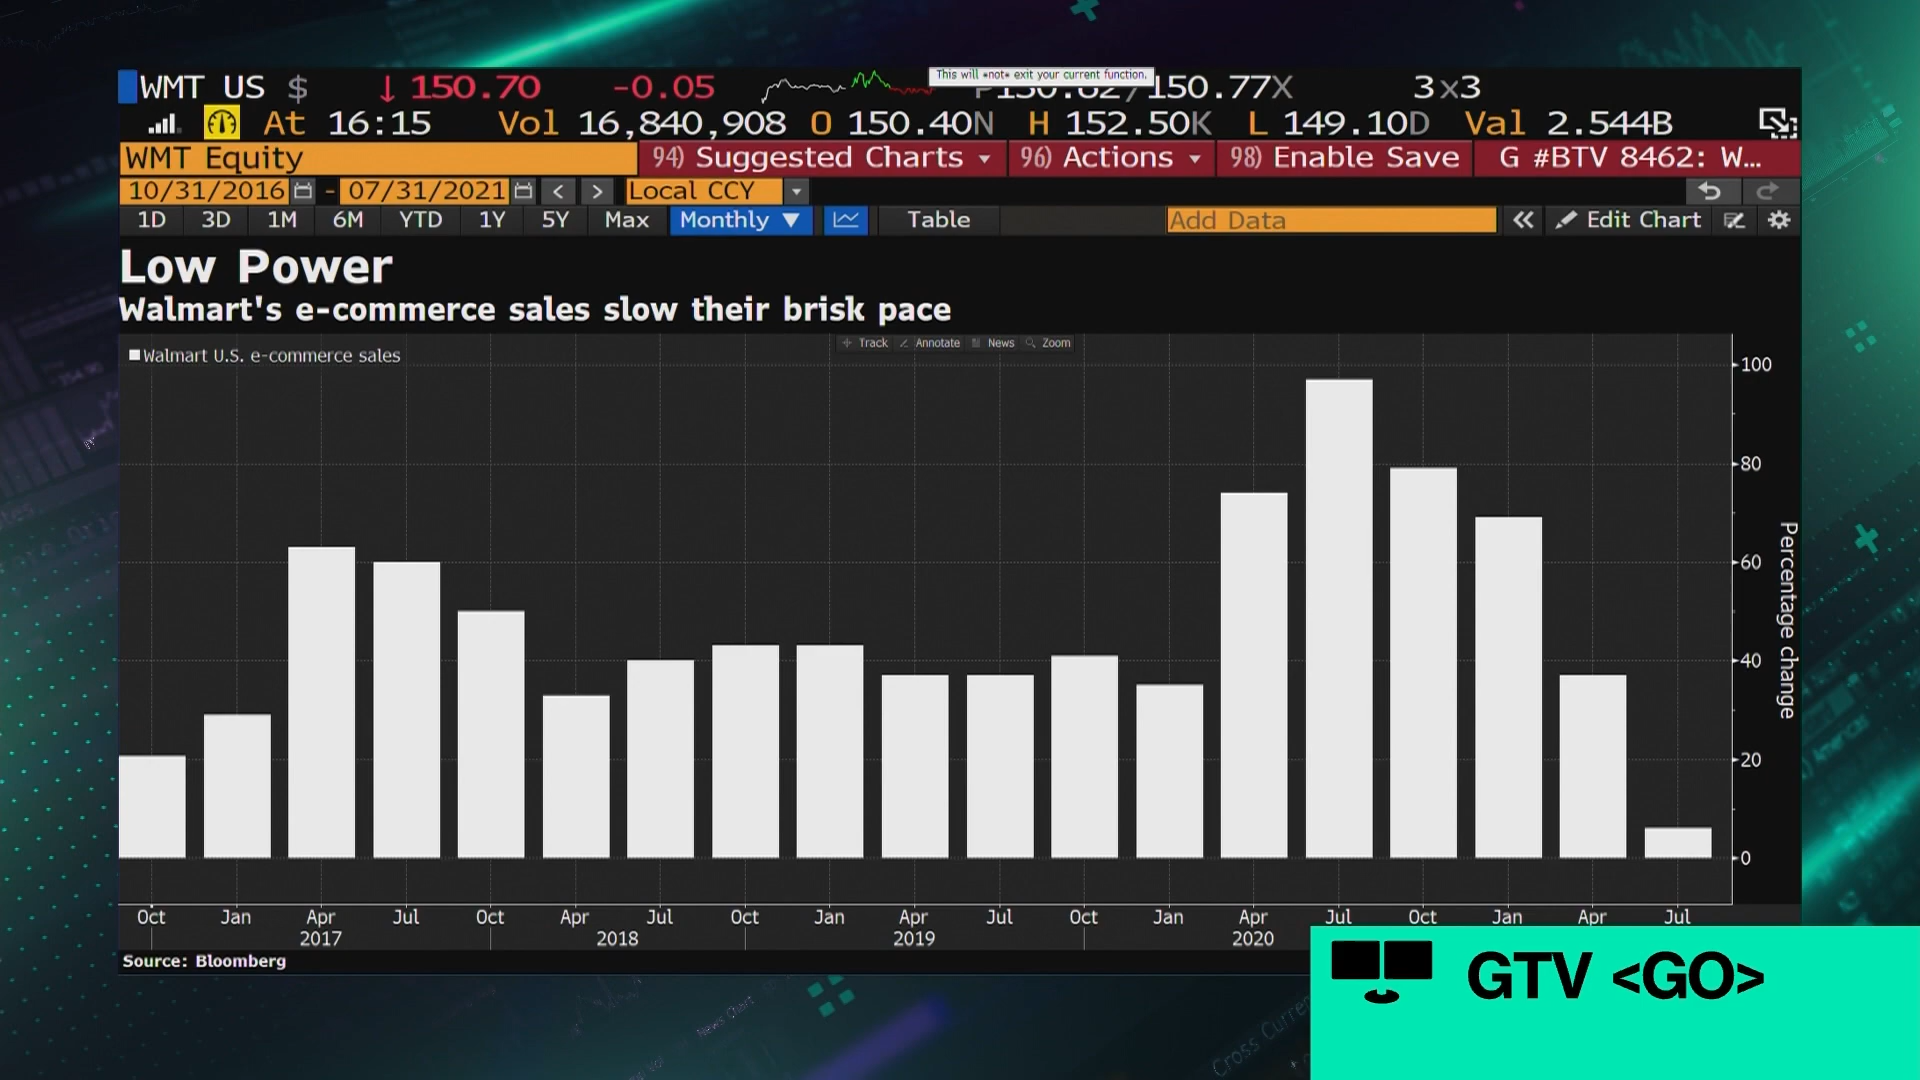 WMT US $ ↓ 150.70 -0.05 /150.77X 3x3
This will *not* exit your current function.
At 16:15 Vol 16,840,908 O 150.40N H 152.50K L 149.10D Val 2.544B
WMT Equity 94) Suggested Charts 96) Actions 98) Enable Save G #BTV 8462: W...
10/31/2016 - 07/31/2021 < > Local CCY
1D 3D 1M 6M YTD 1Y 5Y Max Monthly ▼ Table Add Data « Edit Chart
Low Power
Walmart's e-commerce sales slow their brisk pace
Track Annotate News Zoom
Walmart U.S. e-commerce sales
100
80
60
40
20
0
Percentage change
Oct Jan Apr Jul Oct Apr Jul Oct Jan Apr Jul Oct Jan Apr Jul Oct Jan Apr Jul
2017 2018 2019 2020
Source: Bloomberg
GTV <GO>
News Chart